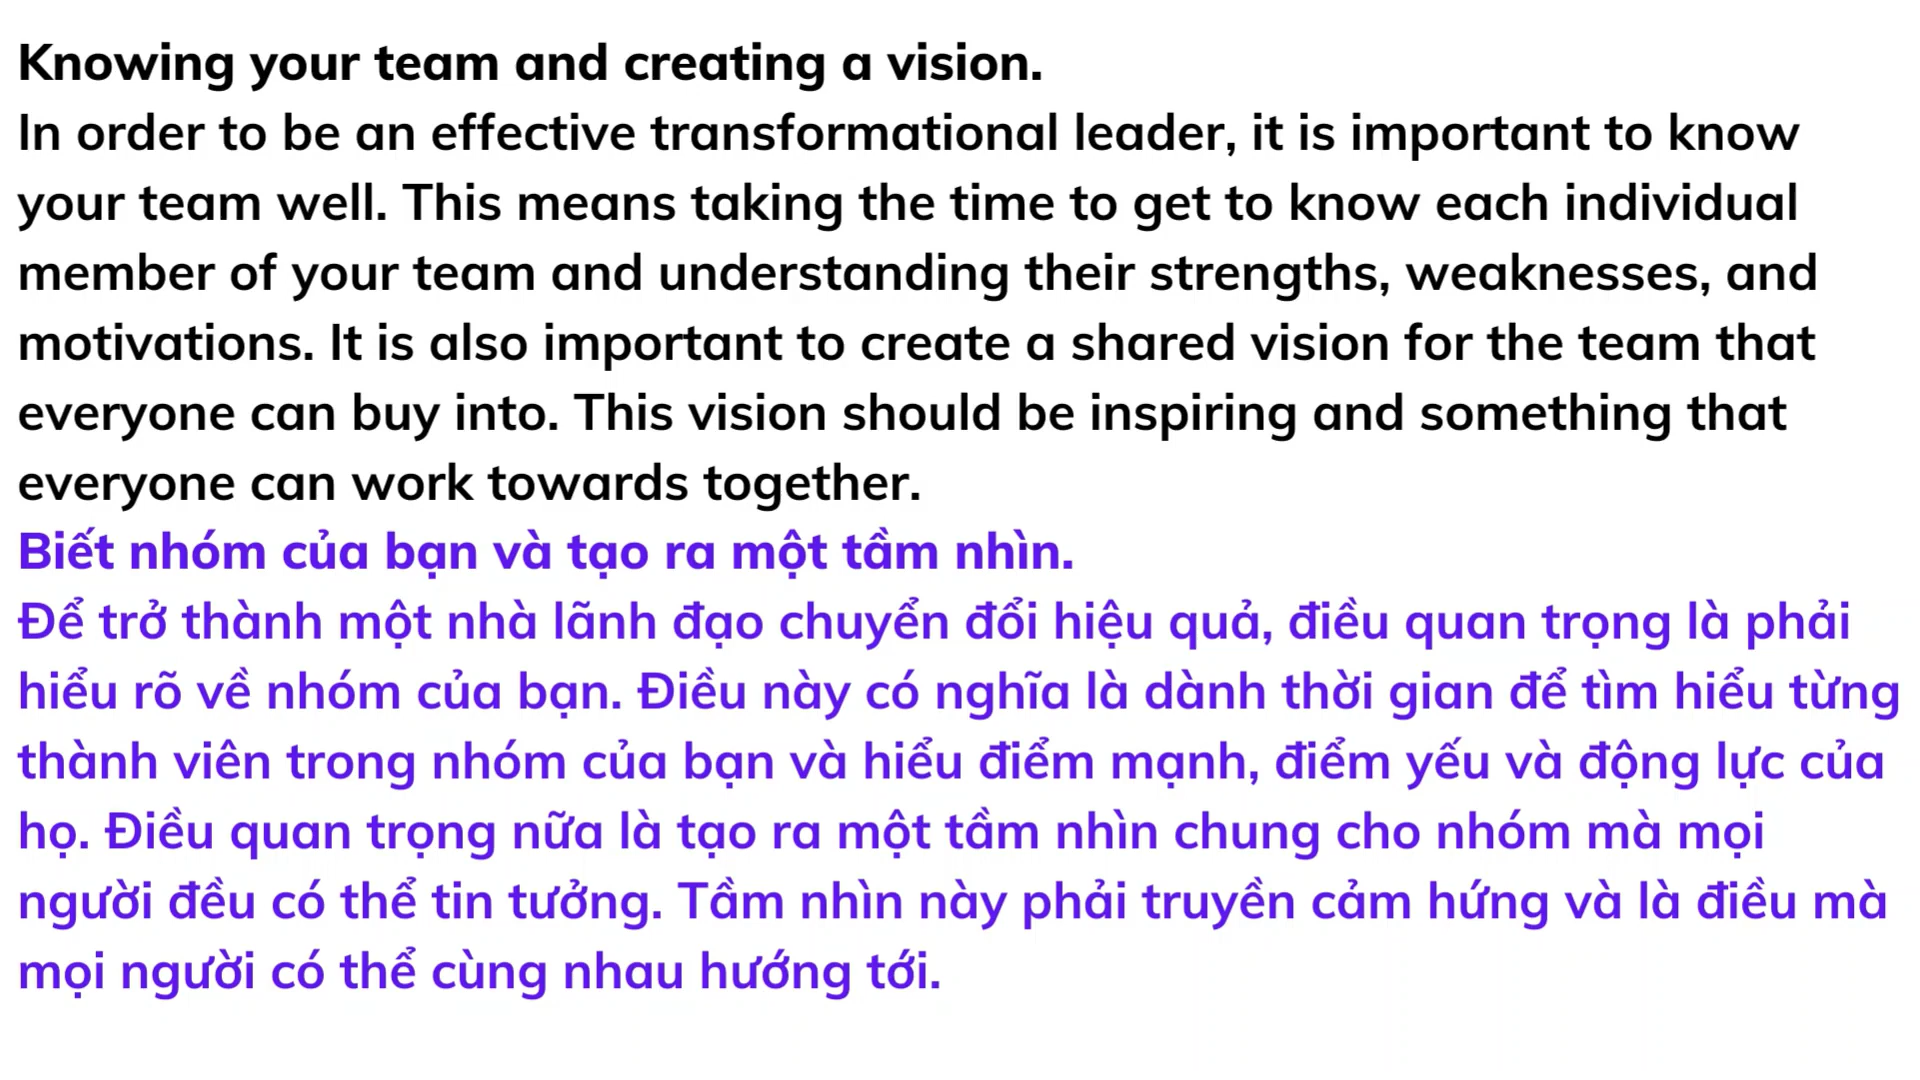 Knowing your team and creating a vision.
In order to be an effective transformational leader, it is important to know
your team well. This means taking the time to get to know each individual
member of your team and understanding their strengths, weaknesses, and
motivations. It is also important to create a shared vision for the team that
everyone can buy into. This vision should be inspiring and something that
everyone can work towards together.
Biết nhóm của bạn và tạo ra một tầm nhìn.
Để trở thành một nhà lãnh đạo chuyển đổi hiệu quả, điều quan trọng là phải
hiểu rõ về nhóm của bạn. Điều này có nghĩa là dành thời gian để tìm hiểu từng
thành viên trong nhóm của bạn và hiểu điểm mạnh, điểm yếu và động lực của
họ. Điều quan trọng nữa là tạo ra một tầm nhìn chung cho nhóm mà mọi
người đều có thể tin tưởng. Tầm nhìn này phải truyền cảm hứng và là điều mà
mọi người có thể cùng nhau hướng tới.